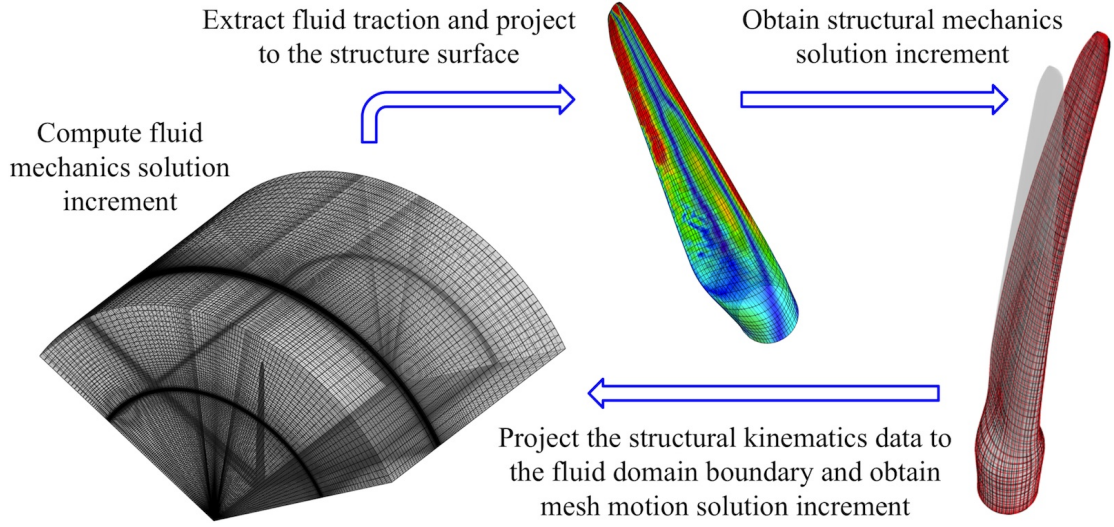 Extract fluid traction and project
to the structure surface
Obtain structural mechanics
solution increment
Compute fluid
mechanics solution
increment
Project the structural kinematics data to
the fluid domain boundary and obtain
mesh motion solution increment